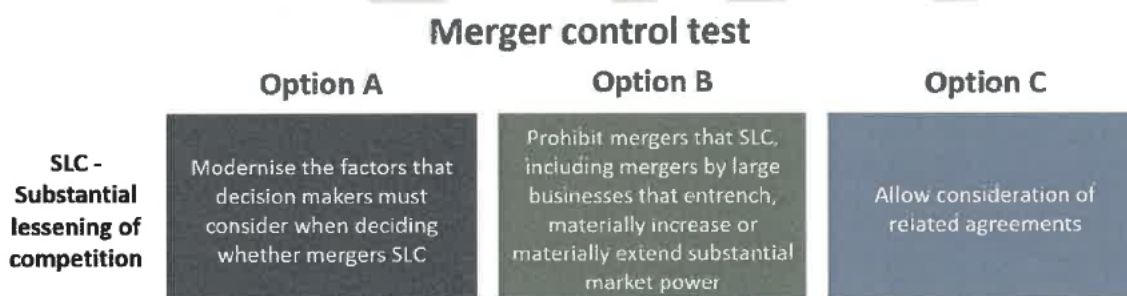 Merger control test
Option A
Option B
Option C
SLC -
Substantial
lessening of
competition
Modernise the factors that
decision makers must
consider when deciding
whether mergers SLC
Prohibit mergers that SLC,
including mergers by large
businesses that entrench,
materially increase or
materially extend substantial
market power
Allow consideration of
related agreements